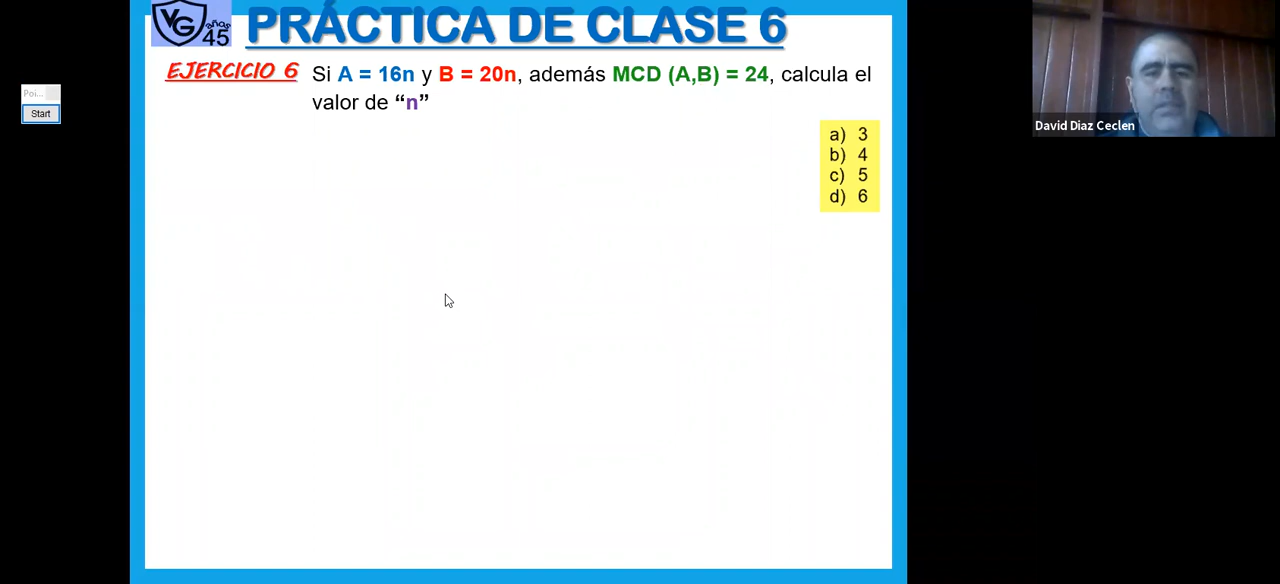 VG años 45
PRÁCTICA DE CLASE 6
EJERCICIO 6 Si A = 16n y B = 20n, además MCD (A,B) = 24, calcula el
valor de “n”
a) 3
b) 4
c) 5
d) 6
Poi...
Start
David Diaz Ceclen